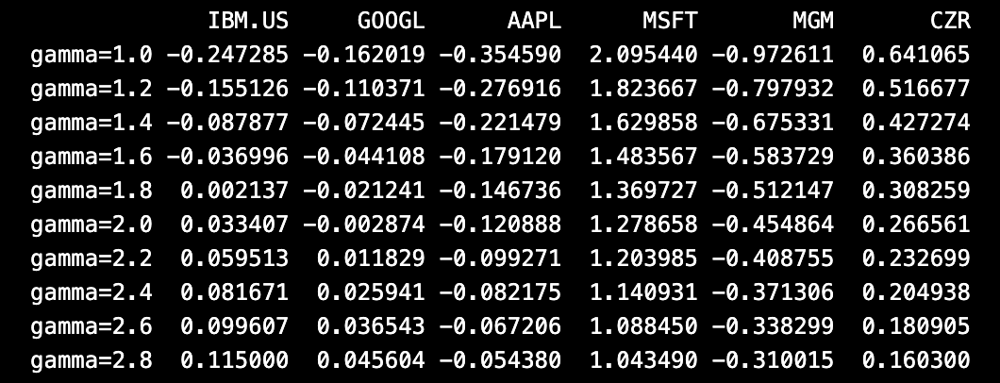 IBM.US GOOGL AAPL MSFT MGM CZR
gamma=1.0 -0.247285 -0.162019 -0.354590 2.095440 -0.972611 0.641065
gamma=1.2 -0.155126 -0.110371 -0.276916 1.823667 -0.797932 0.516677
gamma=1.4 -0.087877 -0.072445 -0.221479 1.629858 -0.675331 0.427274
gamma=1.6 -0.036996 -0.044108 -0.179120 1.483567 -0.583729 0.360386
gamma=1.8 0.002137 -0.021241 -0.146736 1.369727 -0.512147 0.308259
gamma=2.0 0.033407 -0.002874 -0.120888 1.278658 -0.454864 0.266561
gamma=2.2 0.059513 0.011829 -0.099271 1.203985 -0.408755 0.232699
gamma=2.4 0.081671 0.025941 -0.082175 1.140931 -0.371306 0.204938
gamma=2.6 0.099607 0.036543 -0.067206 1.088450 -0.338299 0.180905
gamma=2.8 0.115000 0.045604 -0.054380 1.043490 -0.310015 0.160300